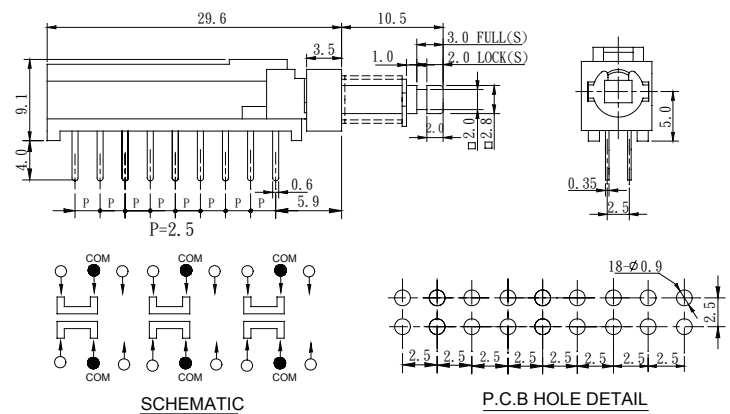 29.6
10.5
3.0 FULL(S)
3.5
1.0
2.0 LOCK(S)
9.1
4.0
2.0
□2.0
□2.8
5.0
0.6
5.9
P P P P P P P P
P=2.5
0.35
2.5
COM COM COM
COM COM COM
SCHEMATIC
18-Ø0.9
2.5
2.5 2.5 2.5 2.5 2.5 2.5 2.5 2.5
P.C.B HOLE DETAIL